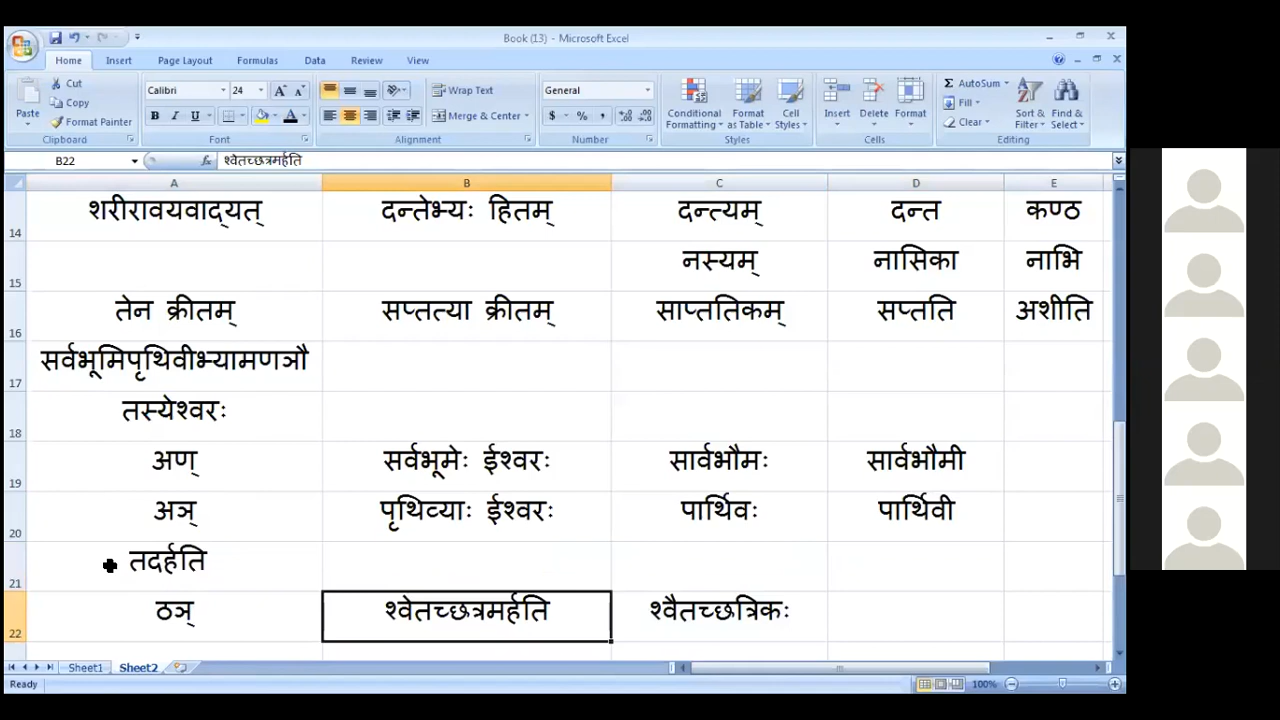 Book (13) - Microsoft Excel
Home Insert Page Layout Formulas Data Review View
Cut
Copy
Format Painter
Paste
Clipboard
Calibri 24
B I U
Font
Wrap Text
Merge & Center
Alignment
General
$ % ,
Number
Conditional Formatting
Format as Table
Cell Styles
Styles
Insert Delete Format
Cells
AutoSum
Fill
Clear
Sort & Filter
Find & Select
Editing
B22 fx श्वेतच्छत्रमर्हति
A B C D E
14 शरीरावयवाद्यत् दन्तेभ्यः हितम् दन्त्यम् दन्त कण्ठ
15 नस्यम् नासिका नाभि
16 तेन क्रीतम् सप्तत्या क्रीतम् साप्ततिकम् सप्तति अशीति
17 सर्वभूमिपृथिवीभ्यामणञौ
18 तस्येश्वरः
19 अण् सर्वभूमेः ईश्वरः सार्वभौमः सार्वभौमी
20 अञ् पृथिव्याः ईश्वरः पार्थिवः पार्थिवी
21 तदर्हति
22 ठञ् श्वेतच्छत्रमर्हति श्वैतच्छत्रिकः
Sheet1 Sheet2
Ready 100%